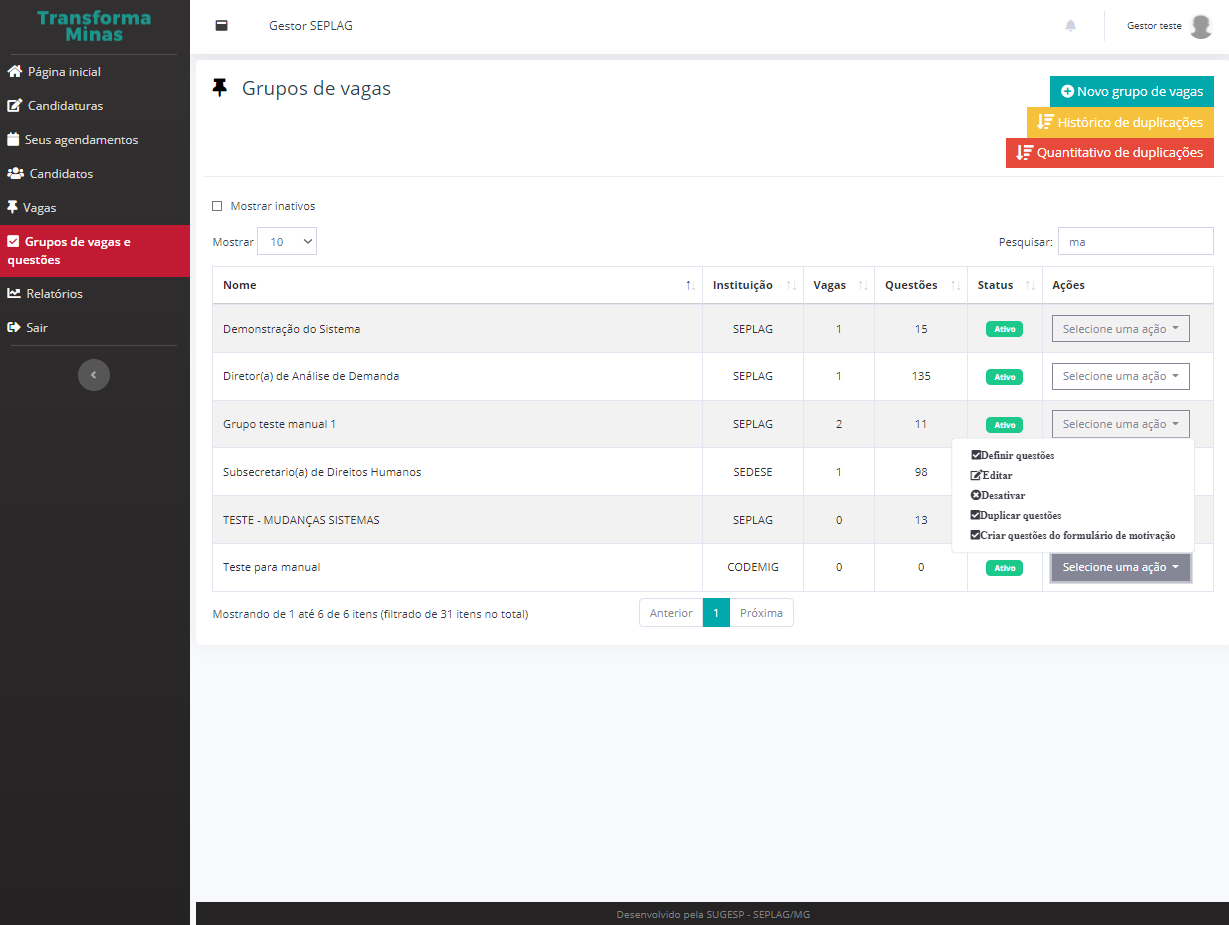 Transforma
Minas
Gestor SEPLAG
Gestor teste
Página inicial
Candidaturas
Seus agendamentos
Candidatos
Vagas
Grupos de vagas e
questões
Relatórios
Sair
Grupos de vagas
Novo grupo de vagas
Histórico de duplicações
Quantitativo de duplicações
Mostrar inativos
Mostrar 10
Pesquisar: ma
Nome Instituição Vagas Questões Status Ações
Demonstração do Sistema SEPLAG 1 15 Ativo Selecione uma ação
Diretor(a) de Análise de Demanda SEPLAG 1 135 Ativo Selecione uma ação
Grupo teste manual 1 SEPLAG 2 11 Ativo Selecione uma ação
Subsecretario(a) de Direitos Humanos SEDESE 1 98
TESTE - MUDANÇAS SISTEMAS SEPLAG 0 13
Definir questões
Editar
Desativar
Duplicar questões
Criar questões do formulário de motivação
Teste para manual CODEMIG 0 0 Ativo Selecione uma ação
Mostrando de 1 até 6 de 6 itens (filtrado de 31 itens no total)
Anterior 1 Próxima
Desenvolvido pela SUGESP - SEPLAG/MG